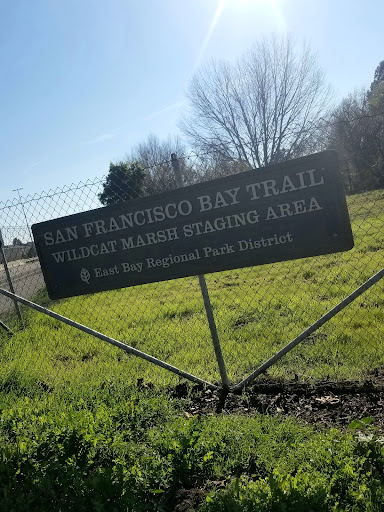 SAN FRANCISCO BAY TRAIL
WILDCAT MARSH STAGING AREA
East Bay Regional Park District